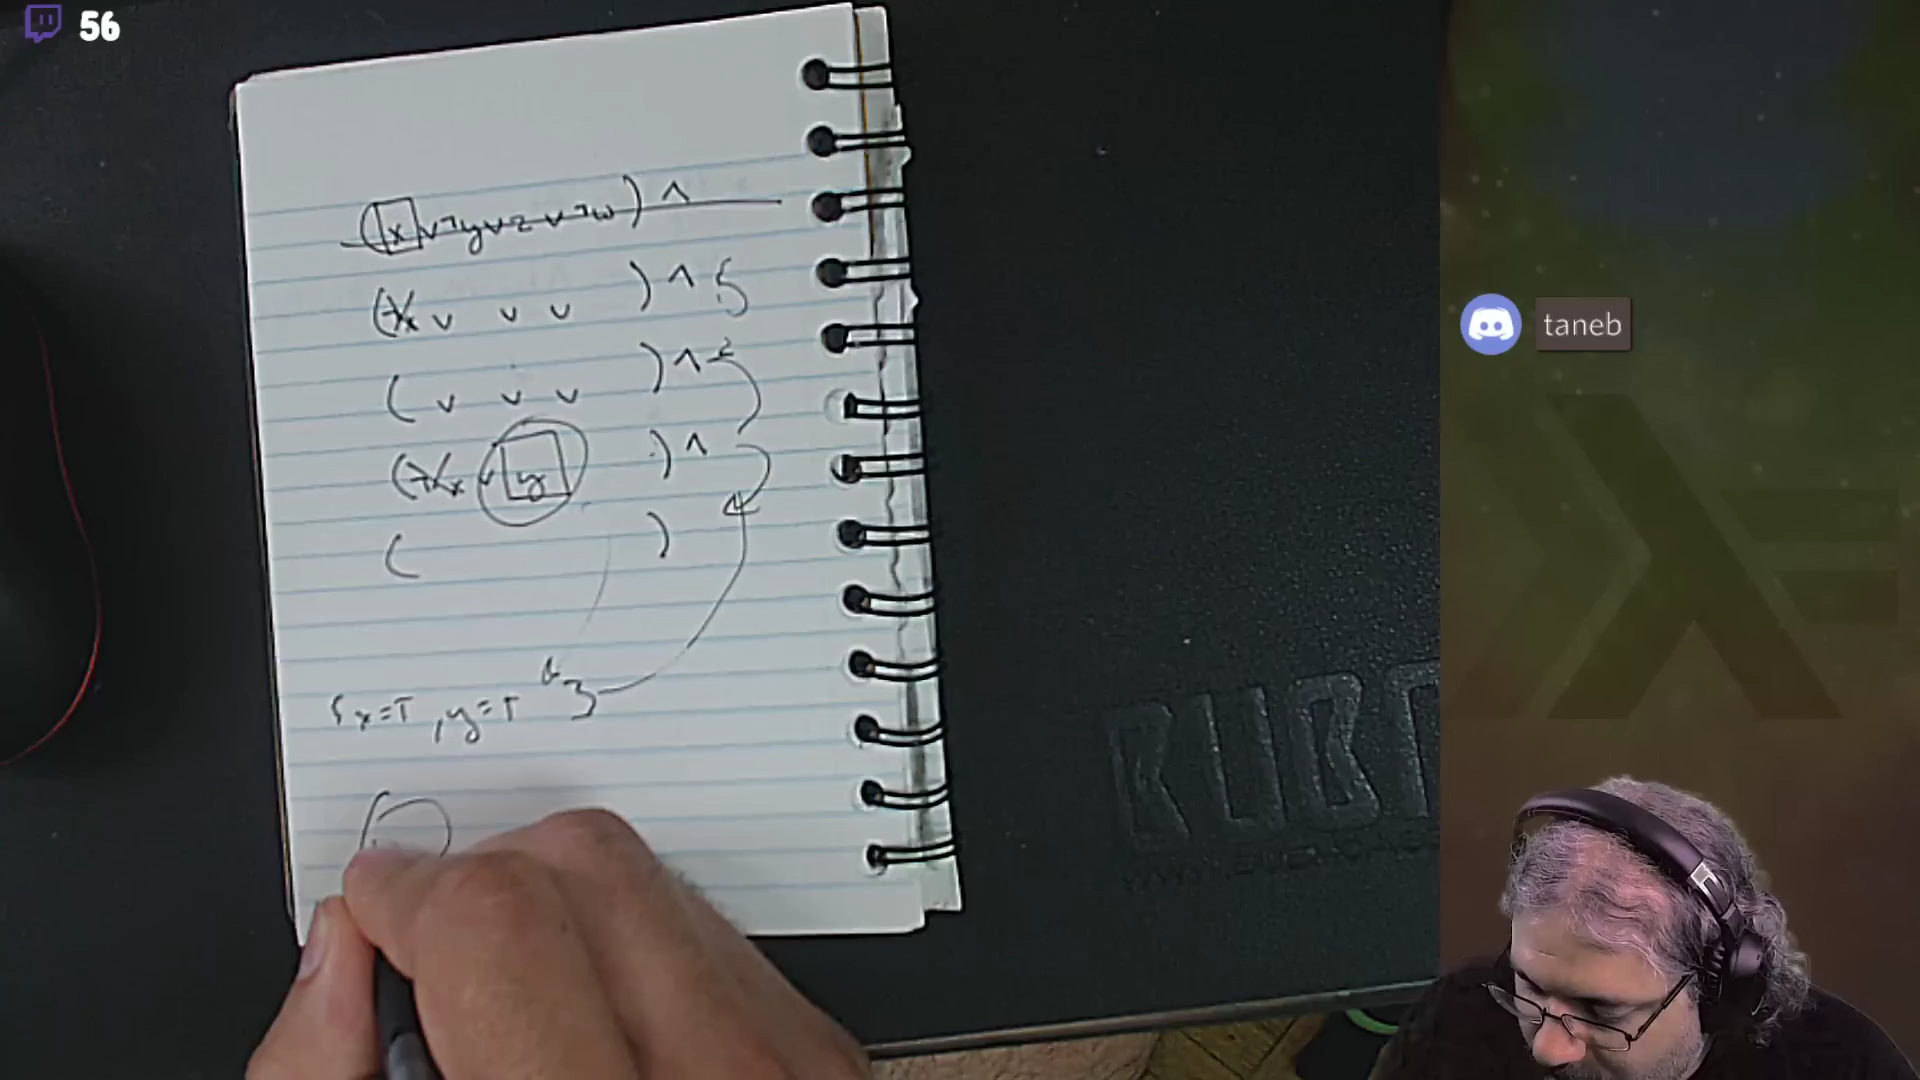 56
(x ∨ ¬y ∨ z ∨ ¬w) ∧
(¬x ∨ ∨ ∨ ) ∧
( ∨ ∨ ∨ ) ∧
(¬x ∨ y ) ∧
( )
{x=T, y=T }
taneb